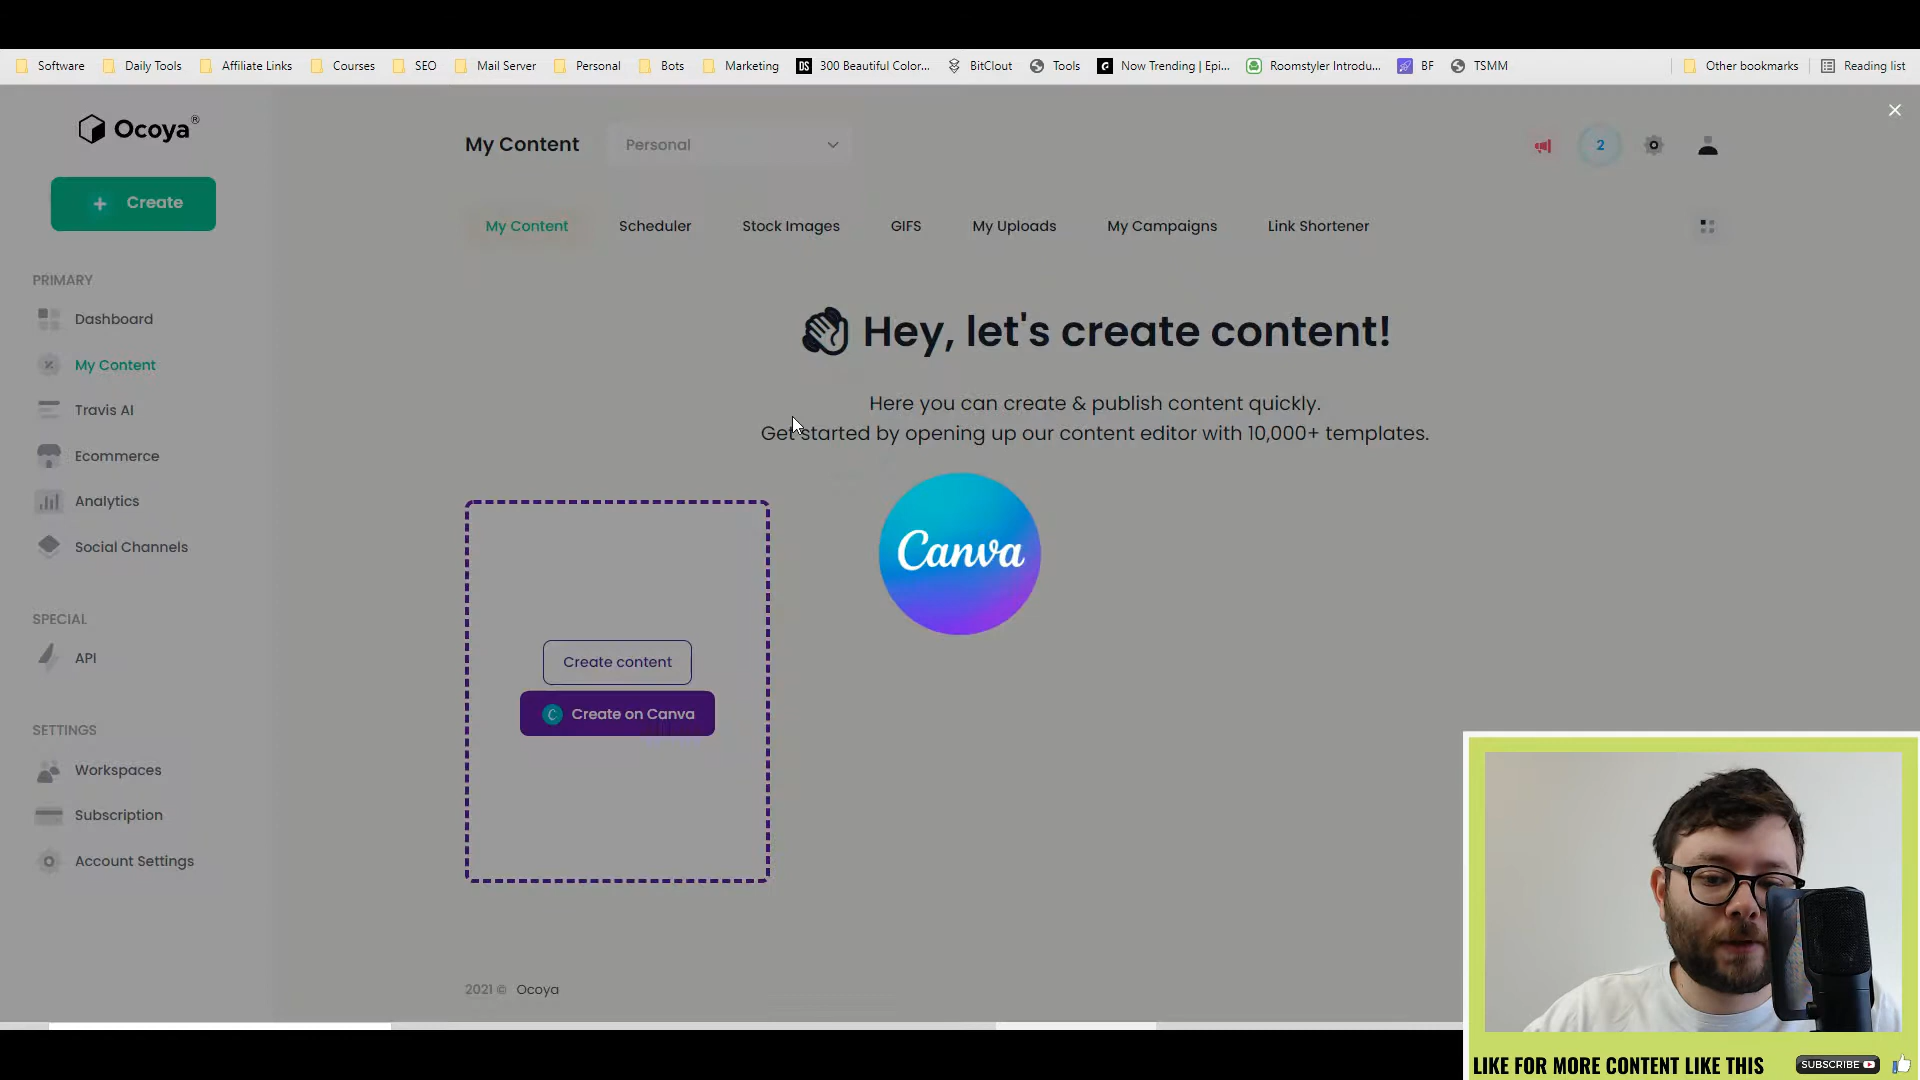 Software
Daily Tools
Affiliate Links
Courses
SEO
Mail Server
Personal
Bots
Marketing
DS
300 Beautiful Color...
BitClout
Tools
Now Trending | Epi...
Roomstyler Introdu...
BF
TSMM
Other bookmarks
Reading list
Ocoya®
My Content
Personal
2
+ Create
My Content
Scheduler
Stock Images
GIFS
My Uploads
My Campaigns
Link Shortener
PRIMARY
Dashboard
My Content
Travis AI
Ecommerce
Analytics
Social Channels
SPECIAL
API
SETTINGS
Workspaces
Subscription
Account Settings
Hey, let's create content!
Here you can create & publish content quickly.
Get started by opening up our content editor with 10,000+ templates.
Canva
Create content
C Create on Canva
2021 © Ocoya
LIKE FOR MORE CONTENT LIKE THIS
SUBSCRIBE